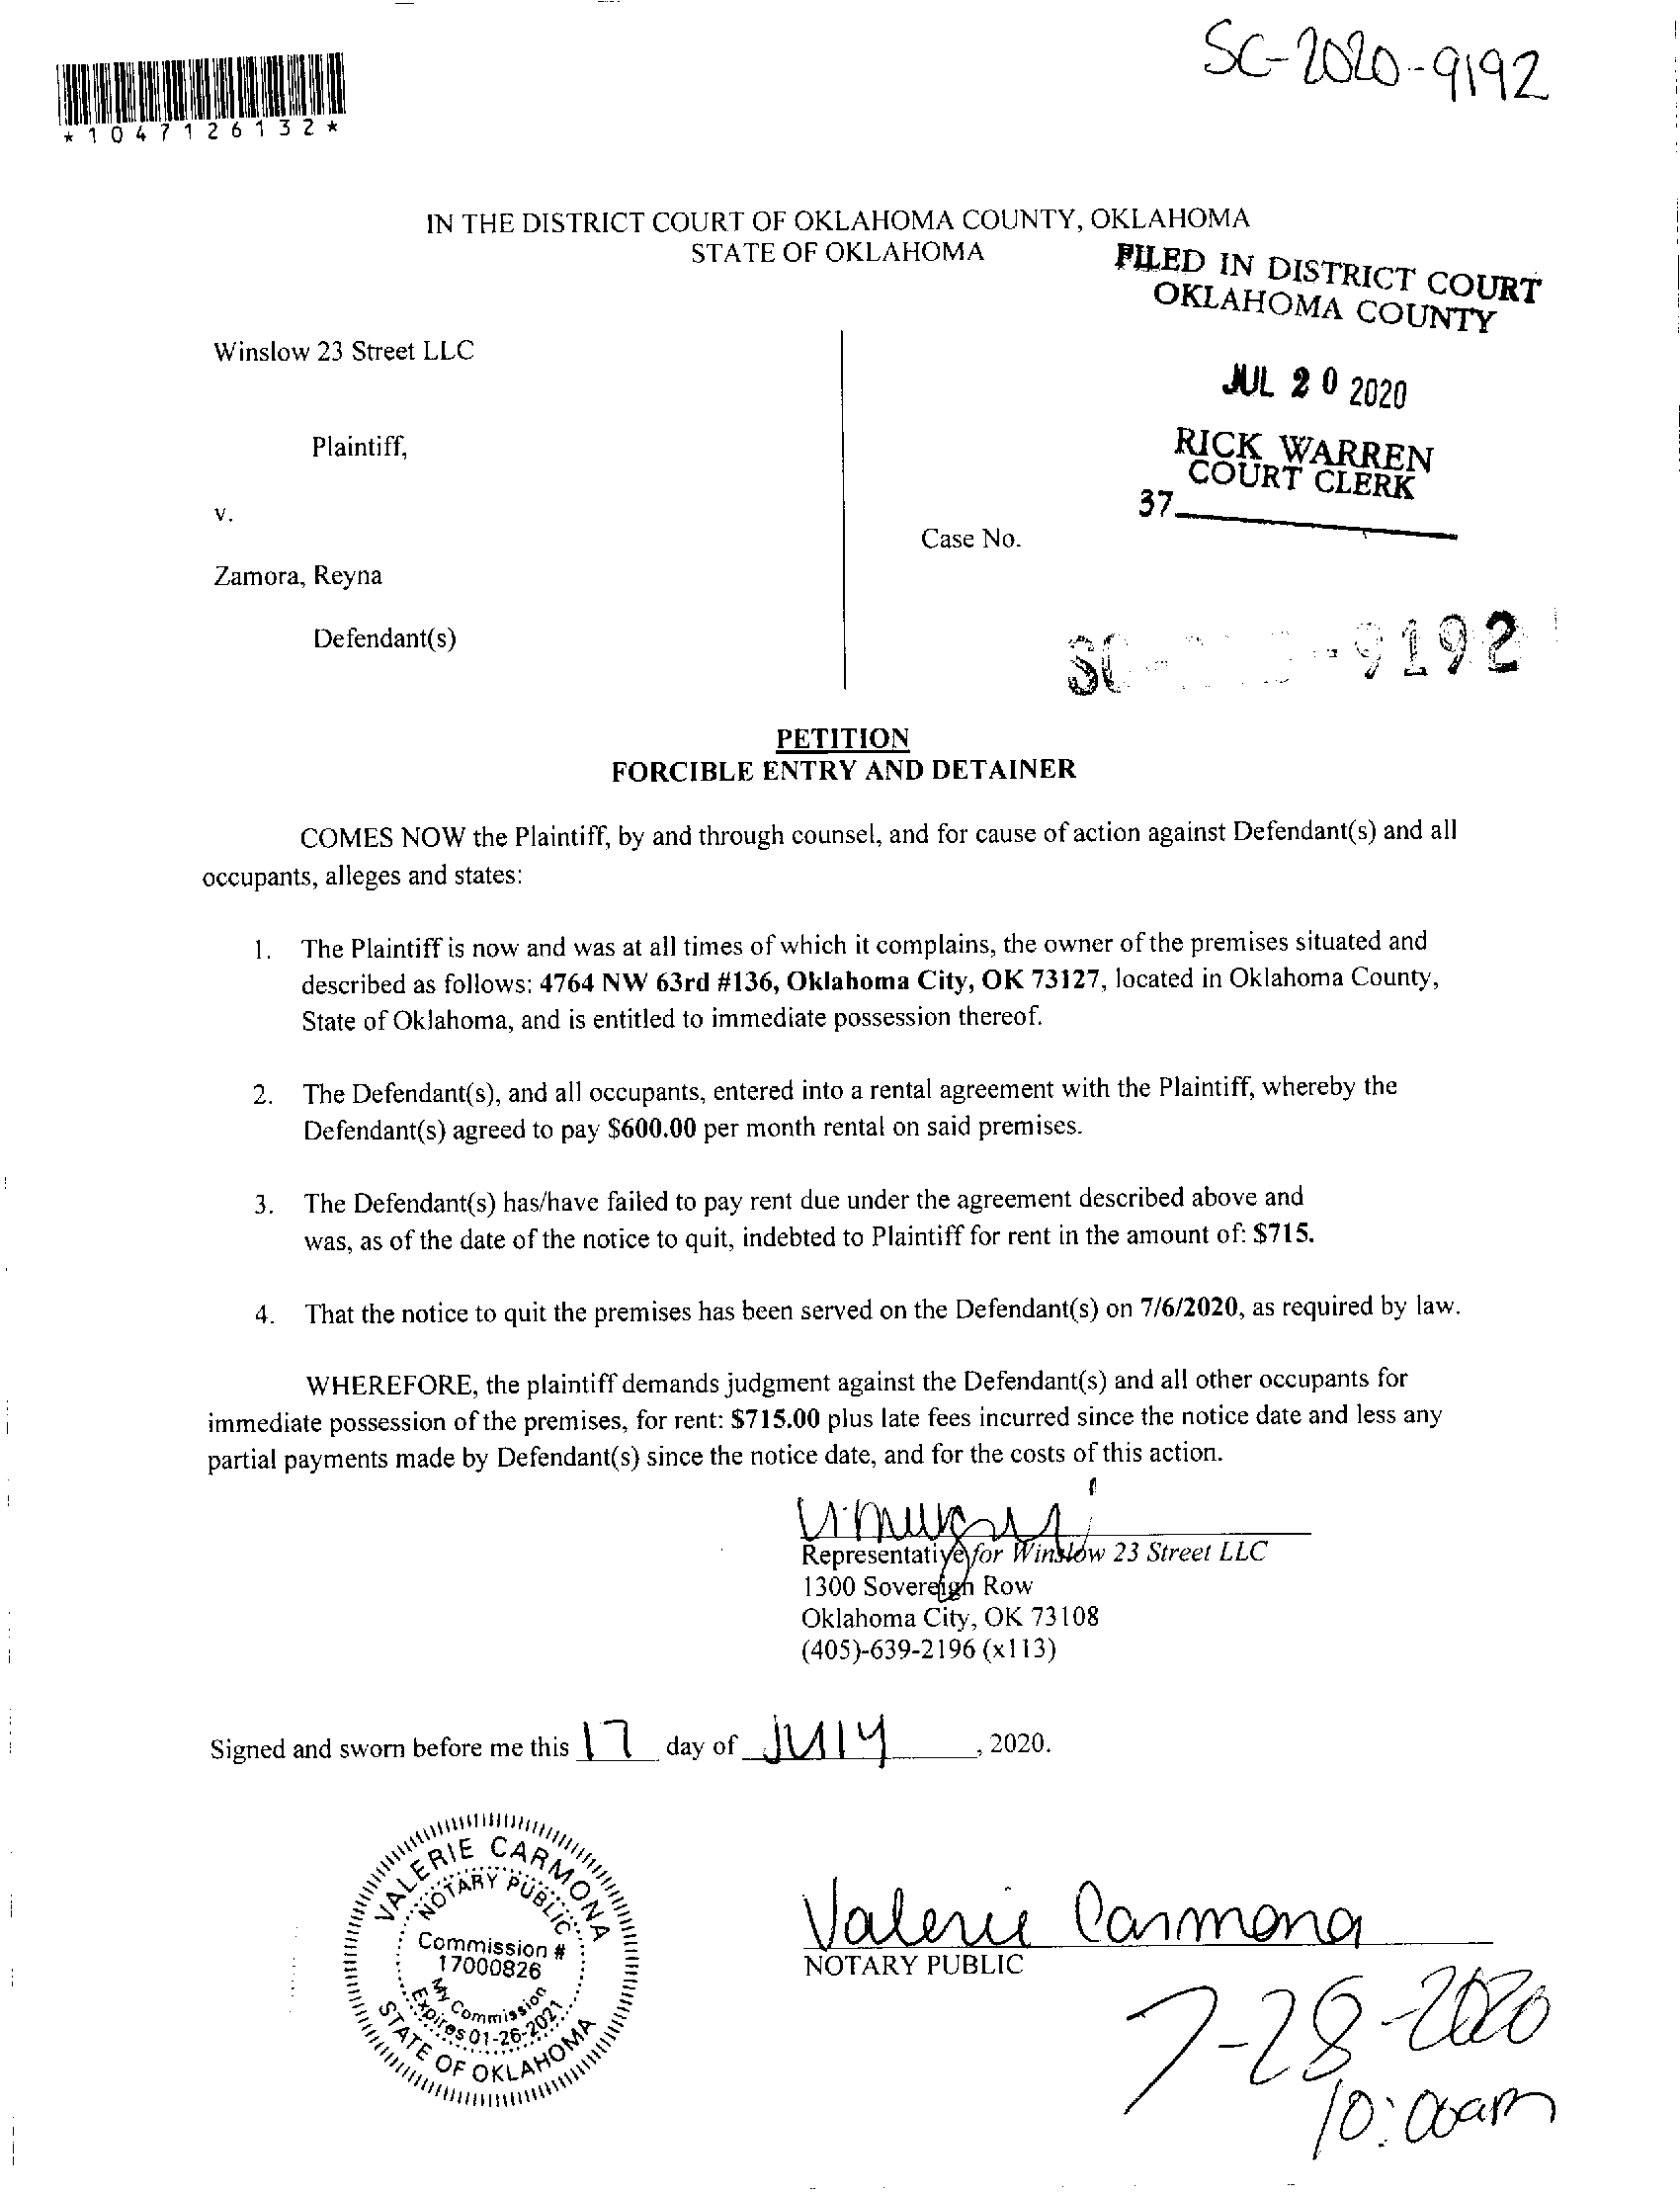 SC-2020-9192
*1047126132*
IN THE DISTRICT COURT OF OKLAHOMA COUNTY, OKLAHOMA
STATE OF OKLAHOMA
FILED IN DISTRICT COURT
OKLAHOMA COUNTY
Winslow 23 Street LLC
JUL 20 2020
Plaintiff,
RICK WARREN
COURT CLERK
37
v.
Case No.
Zamora, Reyna
Defendant(s)
SC- -9192
PETITION
FORCIBLE ENTRY AND DETAINER
COMES NOW the Plaintiff, by and through counsel, and for cause of action against Defendant(s) and all
occupants, alleges and states:
1. The Plaintiff is now and was at all times of which it complains, the owner of the premises situated and
described as follows: 4764 NW 63rd #136, Oklahoma City, OK 73127, located in Oklahoma County,
State of Oklahoma, and is entitled to immediate possession thereof.
2. The Defendant(s), and all occupants, entered into a rental agreement with the Plaintiff, whereby the
Defendant(s) agreed to pay $600.00 per month rental on said premises.
3. The Defendant(s) has/have failed to pay rent due under the agreement described above and
was, as of the date of the notice to quit, indebted to Plaintiff for rent in the amount of: $715.
4. That the notice to quit the premises has been served on the Defendant(s) on 7/6/2020, as required by law.
WHEREFORE, the plaintiff demands judgment against the Defendant(s) and all other occupants for
immediate possession of the premises, for rent: $715.00 plus late fees incurred since the notice date and less any
partial payments made by Defendant(s) since the notice date, and for the costs of this action.
Representative for Winslow 23 Street LLC
1300 Sovereign Row
Oklahoma City, OK 73108
(405)-639-2196 (x113)
Signed and sworn before me this 17 day of JUly, 2020.
VALERIE CARMONA
NOTARY PUBLIC
Commission #
17000826
My Commission
Expires 01-26-2021
STATE OF OKLAHOMA
Valerie Carmona
NOTARY PUBLIC
7-28-2020
10:00am